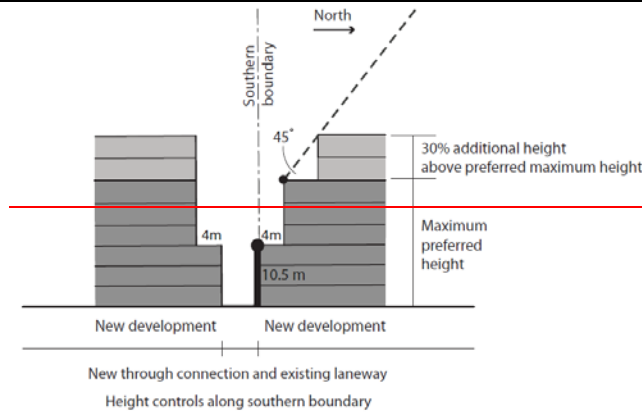 North
Southern
boundary
45°
30% additional height
above preferred maximum height
4m
4m
Maximum
preferred
height
10.5 m
New development
New development
New through connection and existing laneway
Height controls along southern boundary